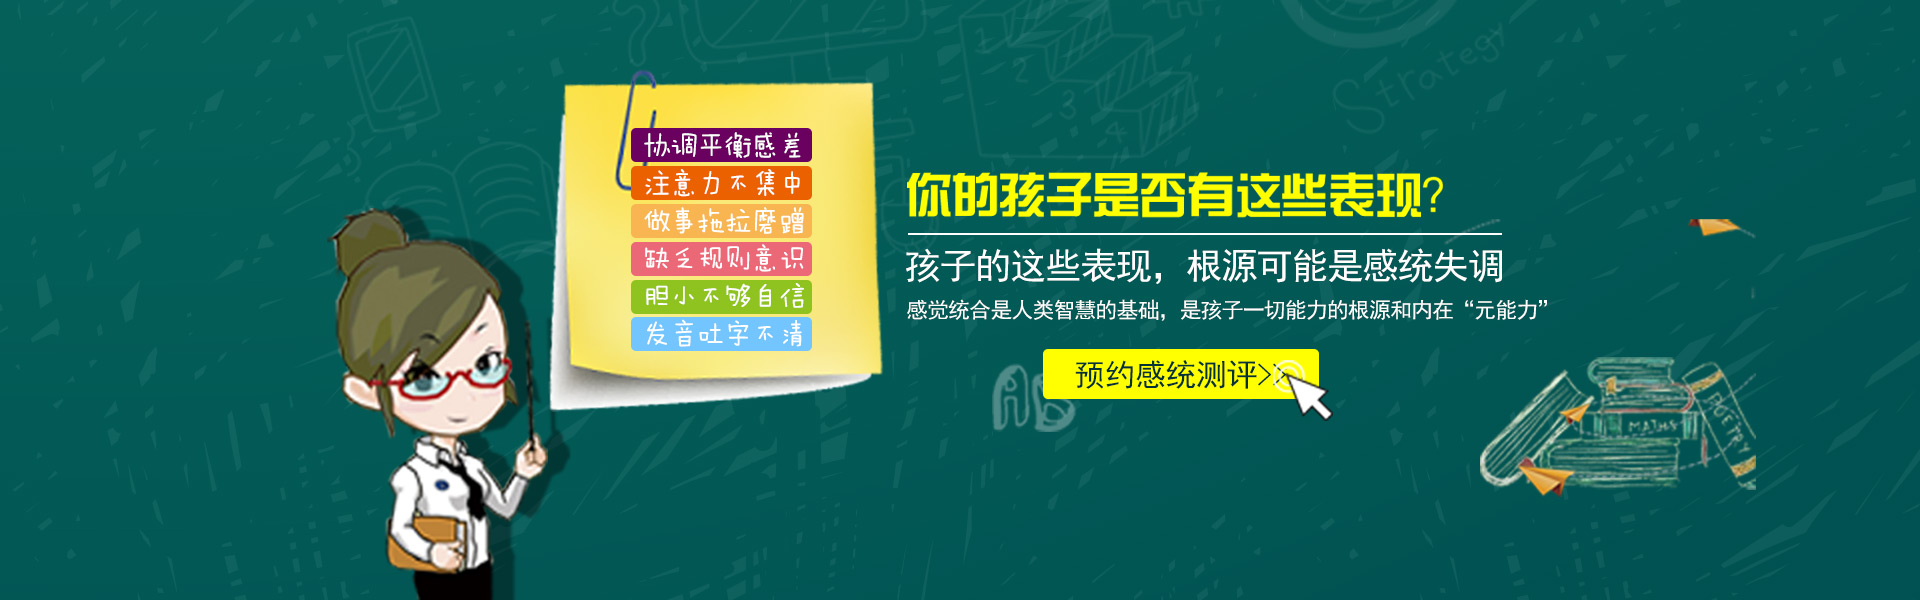 协调平衡感差
注意力不集中
做事拖拉磨蹭
缺乏规则意识
胆小不够自信
发音吐字不清
你的孩子是否有这些表现?
孩子的这些表现，根源可能是感统失调
感觉统合是人类智慧的基础，是孩子一切能力的根源和内在“元能力”
预约感统测评>>
Strategy
1
2
3
4
AB
MATHS
POETRY